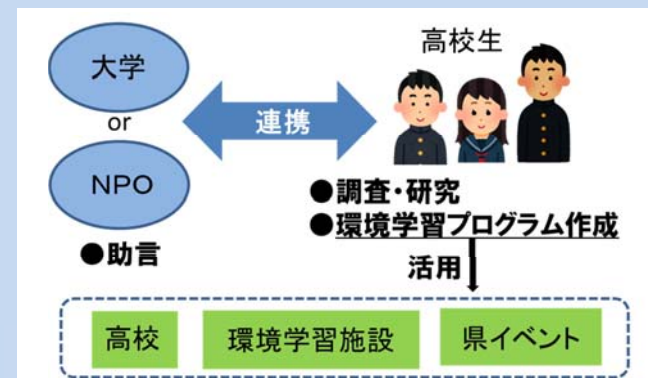 大学
or
NPO
●助言
連携
高校生
●調査・研究
●環境学習プログラム作成
活用
高校
環境学習施設
県イベント